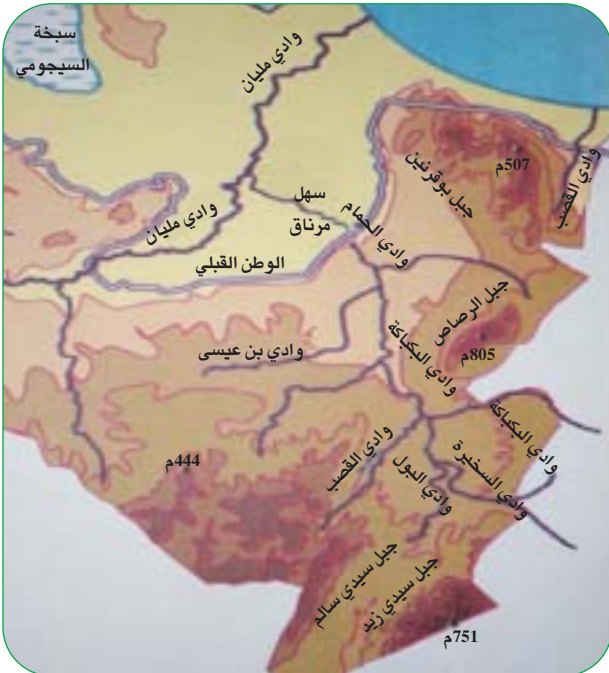 سبخة
السيجومي
وادي مليان
507م
جبل بوقرنين
وادي القصب
سهل
مرناق
وادي الحمام
وادي مليان
الوطن القبلي
جبل الرصاص
805م
وادي البكباكة
وادي بن عيسى
وادي البكباكة
وادي السخيرة
وادي القصب
وادي البول
444م
جبل سيدي سالم
جبل سيدي زيد
751م